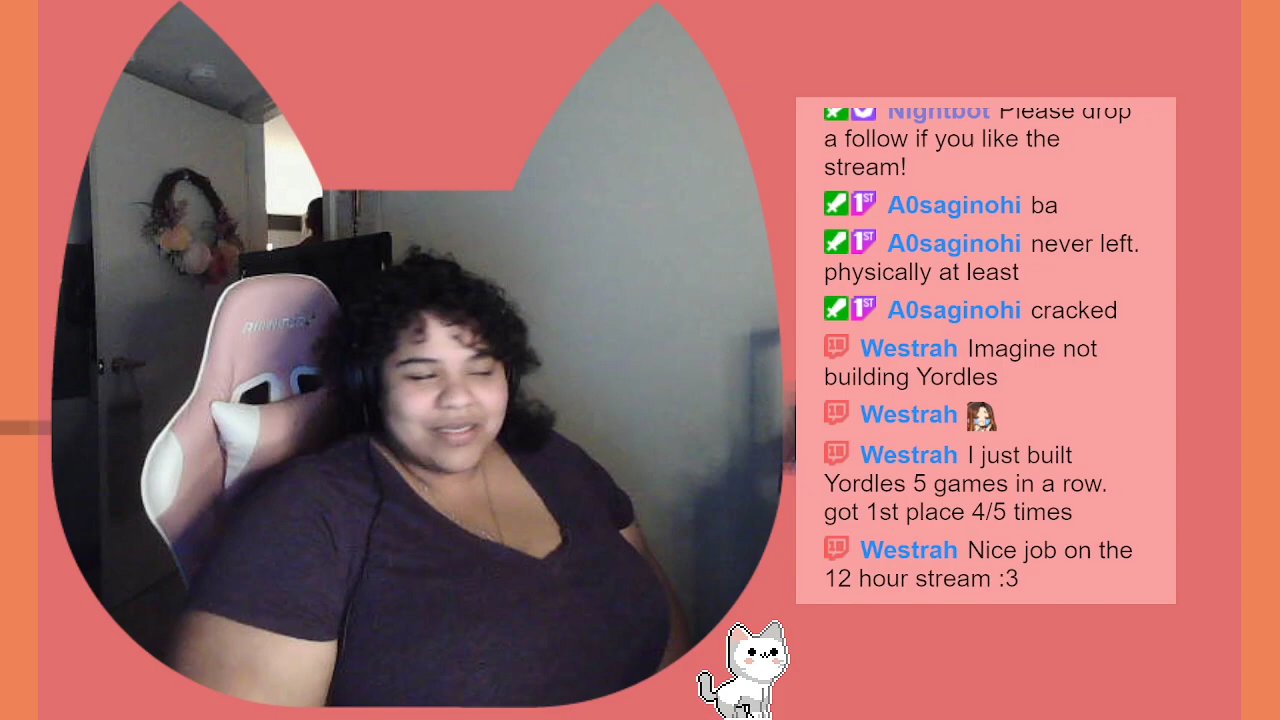 Nightbot Please drop
a follow if you like the
stream!
1ST A0saginohi ba
1ST A0saginohi never left.
physically at least
1ST A0saginohi cracked
Westrah Imagine not
building Yordles
Westrah
Westrah I just built
Yordles 5 games in a row.
got 1st place 4/5 times
Westrah Nice job on the
12 hour stream :3